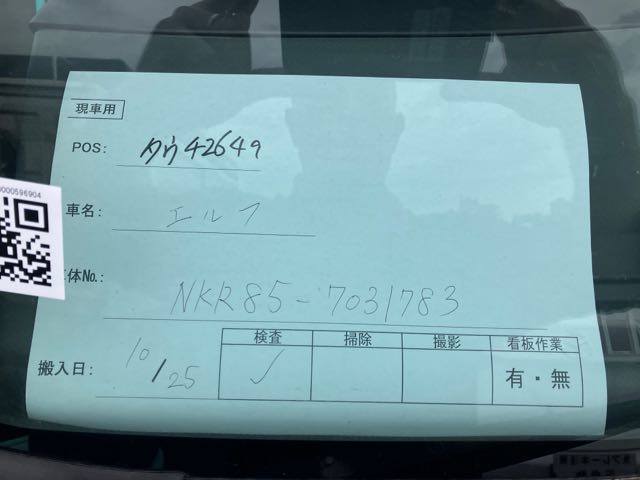 現車用
POS: タウ42649
0000596904
車名: エルフ
体No.: NKR85-7031783
検査 掃除 撮影 看板作業
搬入日: 10/25 ✓ 有・無